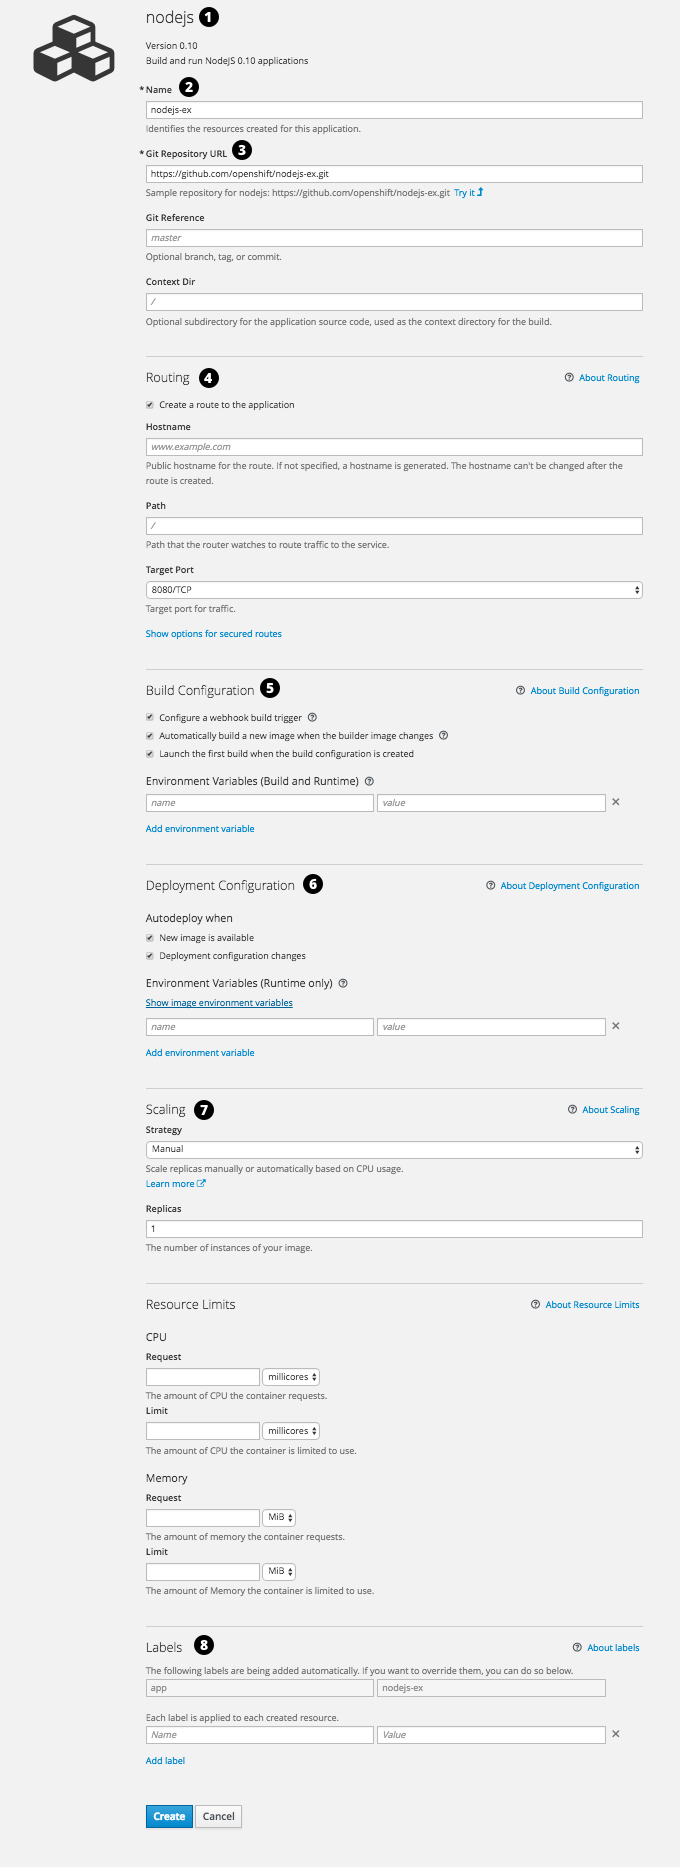 nodejs 1
Version 0.10
Build and run NodeJS 0.10 applications
* Name 2
nodejs-ex
Identifies the resources created for this application.
* Git Repository URL 3
https://github.com/openshift/nodejs-ex.git
Sample repository for nodejs: https://github.com/openshift/nodejs-ex.git Try it
Git Reference
master
Optional branch, tag, or commit.
Context Dir
/
Optional subdirectory for the application source code, used as the context directory for the build.
Routing 4 About Routing
Create a route to the application
Hostname
www.example.com
Public hostname for the route. If not specified, a hostname is generated. The hostname can't be changed after the
route is created.
Path
/
Path that the router watches to route traffic to the service.
Target Port
8080/TCP
Target port for traffic.
Show options for secured routes
Build Configuration 5 About Build Configuration
Configure a webhook build trigger
Automatically build a new image when the builder image changes
Launch the first build when the build configuration is created
Environment Variables (Build and Runtime)
name value
Add environment variable
Deployment Configuration 6 About Deployment Configuration
Autodeploy when
New image is available
Deployment configuration changes
Environment Variables (Runtime only)
Show image environment variables
name value
Add environment variable
Scaling 7 About Scaling
Strategy
Manual
Scale replicas manually or automatically based on CPU usage.
Learn more
Replicas
1
The number of instances of your image.
Resource Limits About Resource Limits
CPU
Request
millicores
The amount of CPU the container requests.
Limit
millicores
The amount of CPU the container is limited to use.
Memory
Request
MiB
The amount of memory the container requests.
Limit
MiB
The amount of Memory the container is limited to use.
Labels 8 About labels
The following labels are being added automatically. If you want to override them, you can do so below.
app nodejs-ex
Each label is applied to each created resource.
Name Value
Add label
Create Cancel